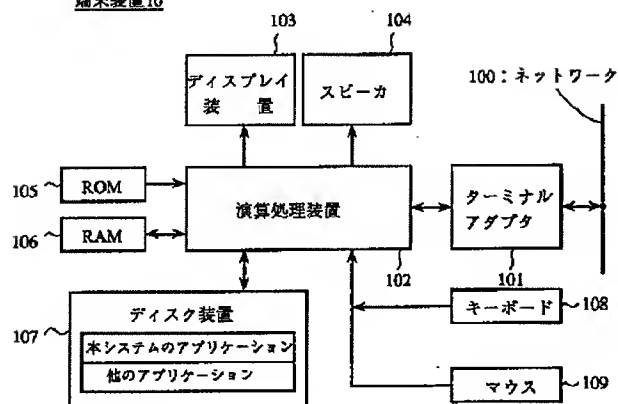 端末装置10
103
104
ディスプレイ
装 置
スピーカ
100:ネットワーク
105
ROM
106
RAM
演算処理装置
102
ターミナル
アダプタ
101
107
ディスク装置
本システムのアプリケーション
他のアプリケーション
キーボード
108
マウス
109